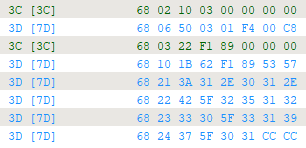 3C [3C] 68 02 10 03 00 00 00 00
3D [7D] 68 06 50 03 01 F4 00 C8
3C [3C] 68 03 22 F1 89 00 00 00
3D [7D] 68 10 1B 62 F1 89 53 57
3D [7D] 68 21 3A 31 2E 30 31 2E
3D [7D] 68 22 42 5F 32 35 31 32
3D [7D] 68 23 33 30 5F 33 31 39
3D [7D] 68 24 37 5F 30 31 CC CC